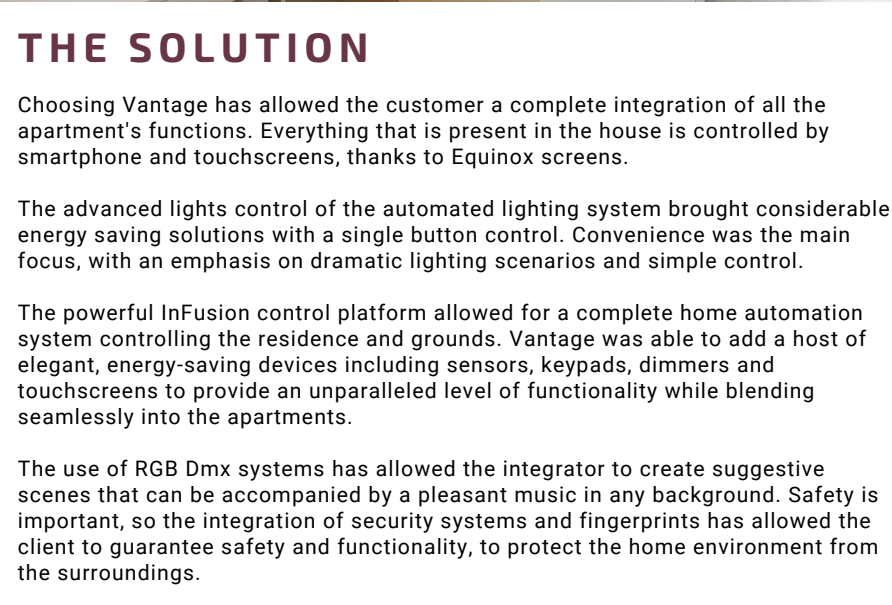 THE SOLUTION
Choosing Vantage has allowed the customer a complete integration of all the
apartment's functions. Everything that is present in the house is controlled by
smartphone and touchscreens, thanks to Equinox screens.
The advanced lights control of the automated lighting system brought considerable
energy saving solutions with a single button control. Convenience was the main
focus, with an emphasis on dramatic lighting scenarios and simple control.
The powerful InFusion control platform allowed for a complete home automation
system controlling the residence and grounds. Vantage was able to add a host of
elegant, energy-saving devices including sensors, keypads, dimmers and
touchscreens to provide an unparalleled level of functionality while blending
seamlessly into the apartments.
The use of RGB Dmx systems has allowed the integrator to create suggestive
scenes that can be accompanied by a pleasant music in any background. Safety is
important, so the integration of security systems and fingerprints has allowed the
client to guarantee safety and functionality, to protect the home environment from
the surroundings.